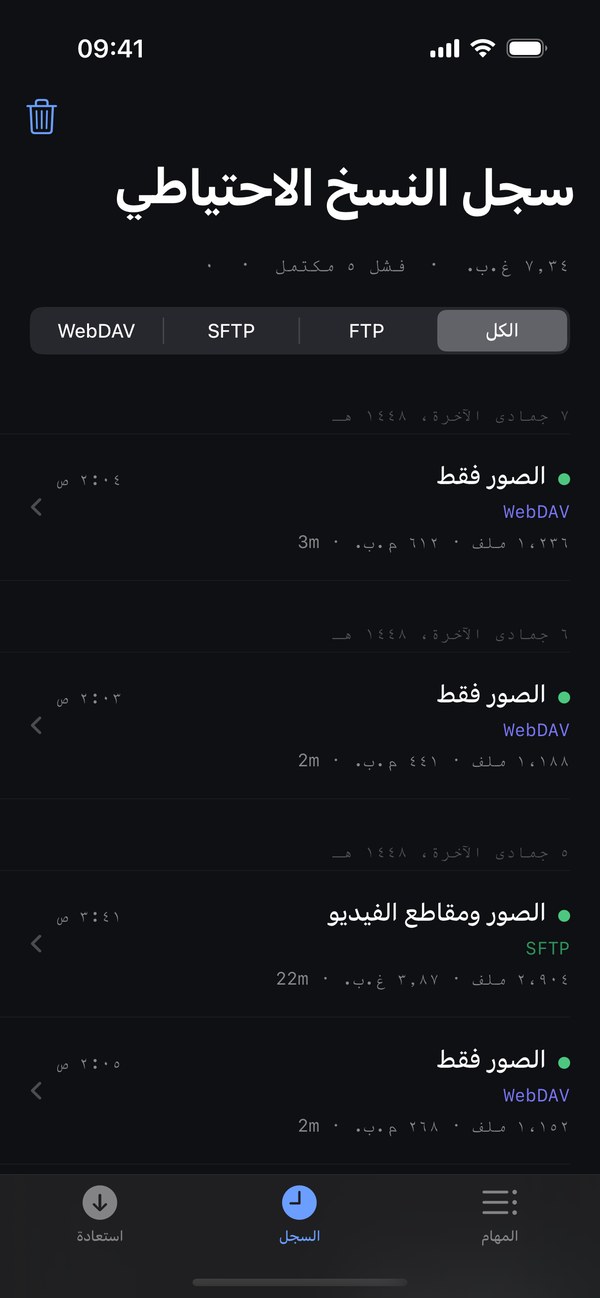 09:41
سجل النسخ الاحتياطي
٧٫٣٤ غ.ب. · فشل ٥ مكتمل · ٠
الكل FTP SFTP WebDAV
٧ جمادى الآخرة، ١٤٤٨ هـ
الصور فقط ٢:٠٤ ص
WebDAV
١٬٢٣٦ ملف · ٦١٢ م.ب. · 3m
٦ جمادى الآخرة، ١٤٤٨ هـ
الصور فقط ٢:٠٣ ص
WebDAV
١٬١٨٨ ملف · ٤٤١ م.ب. · 2m
٥ جمادى الآخرة، ١٤٤٨ هـ
الصور ومقاطع الفيديو ٣:٤١ ص
SFTP
٢٬٩٠٤ ملف · ٣٫٨٧ غ.ب. · 22m
الصور فقط ٢:٠٥ ص
WebDAV
١٬١٥٢ ملف · ٢٦٨ م.ب. · 2m
المهام السجل استعادة